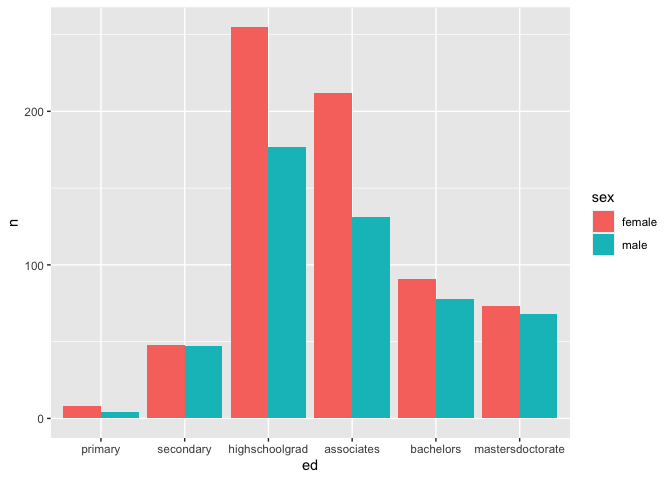 200
100
0
n
primary secondary highschoolgrad associates bachelors mastersdoctorate
ed
sex
female
male